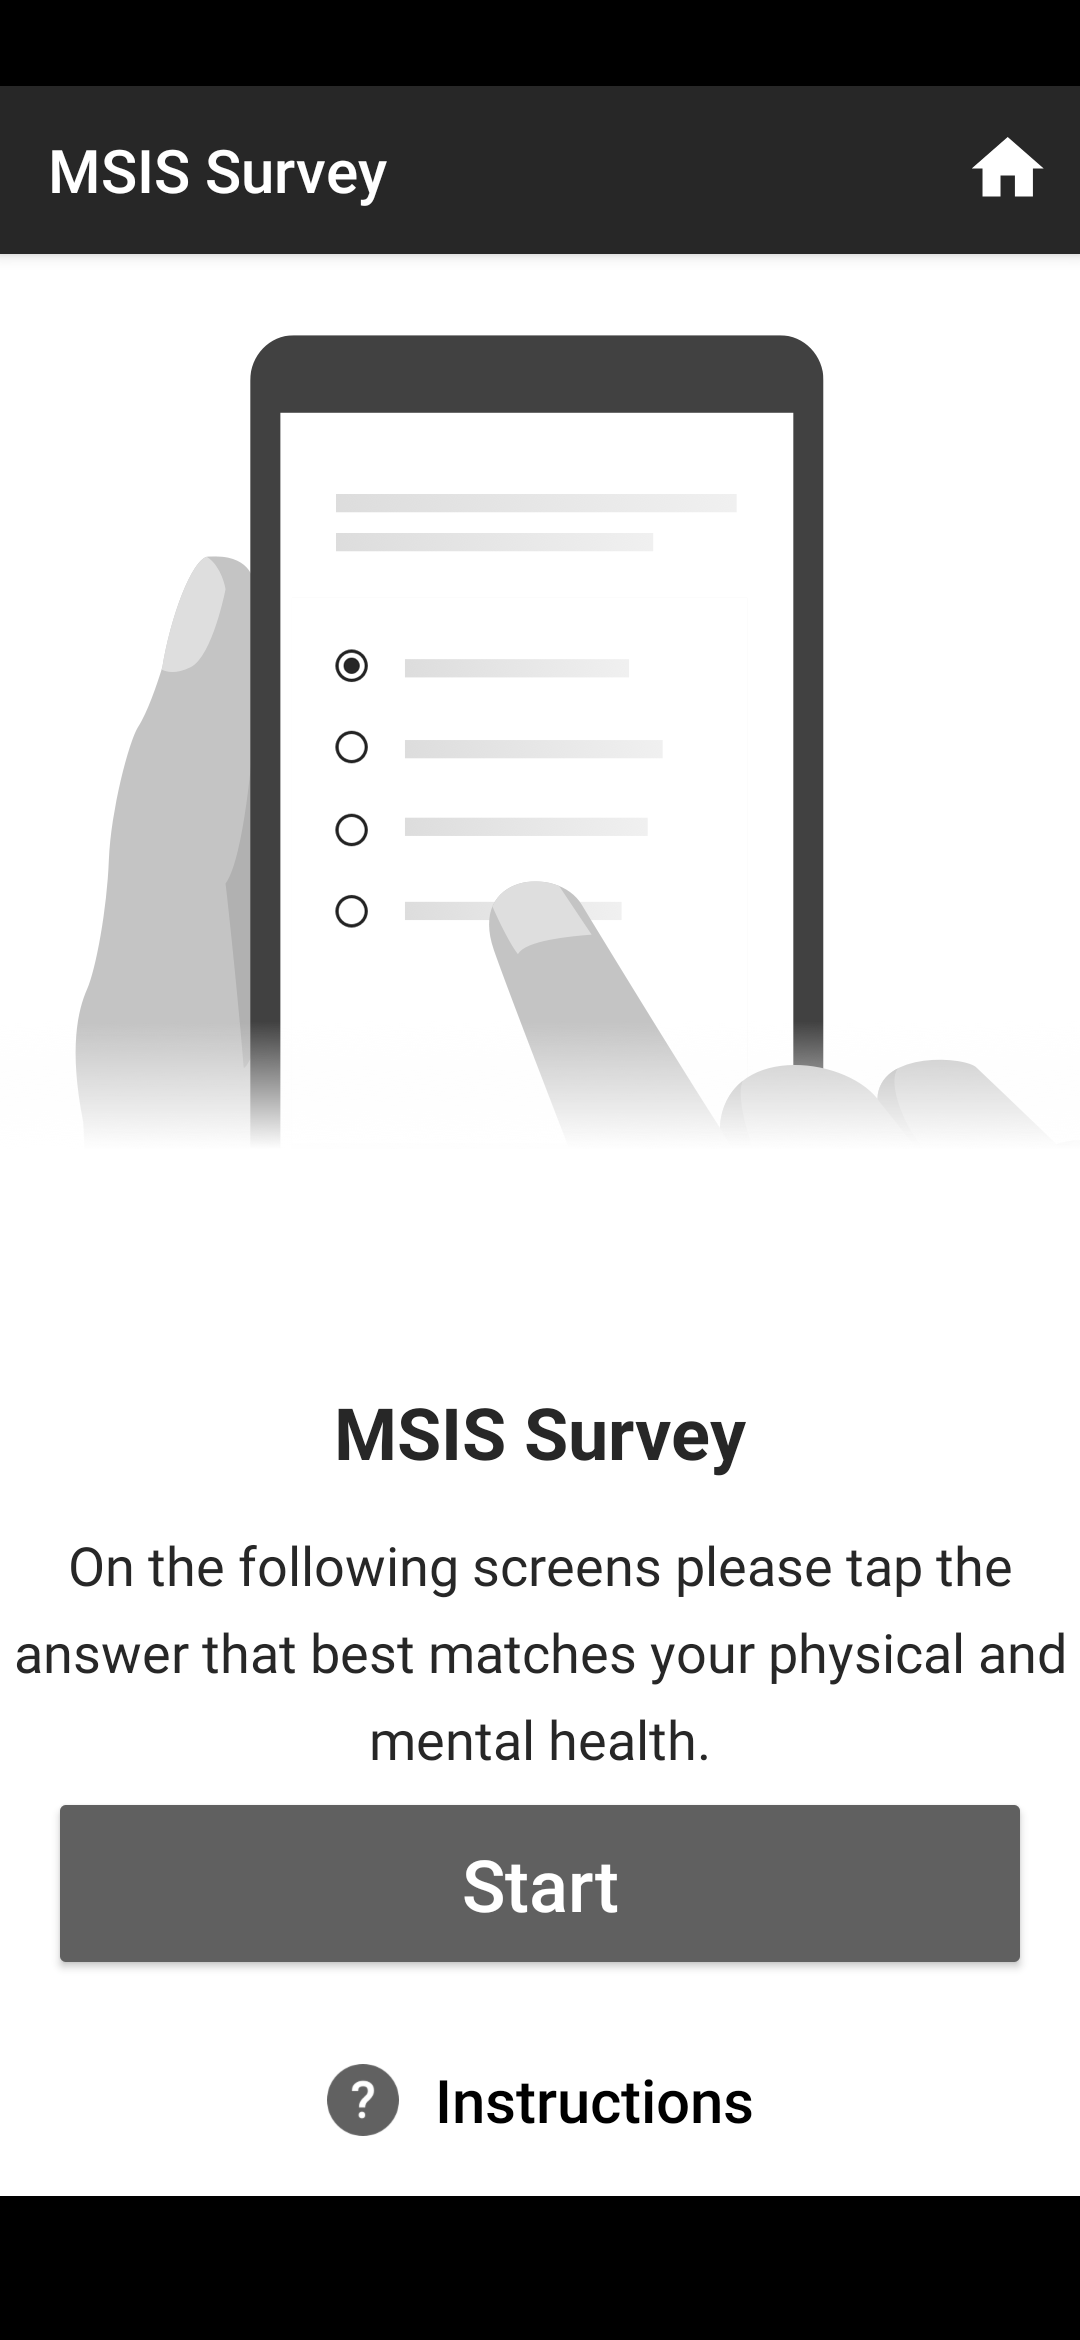 MSIS Survey
MSIS Survey
On the following screens please tap the
answer that best matches your physical and
mental health.
Start
? Instructions